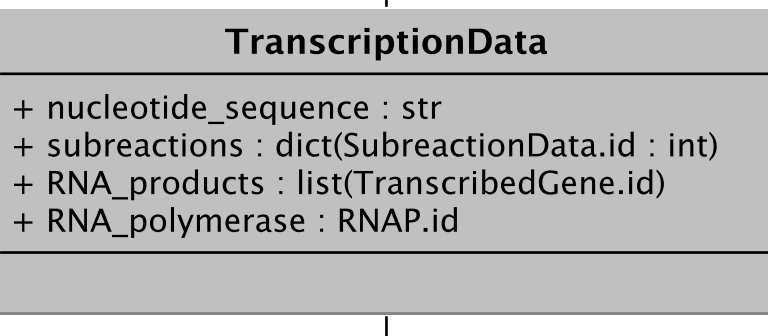 TranscriptionData
+ nucleotide_sequence : str
+ subreactions : dict(SubreactionData.id : int)
+ RNA_products : list(TranscribedGene.id)
+ RNA_polymerase : RNAP.id